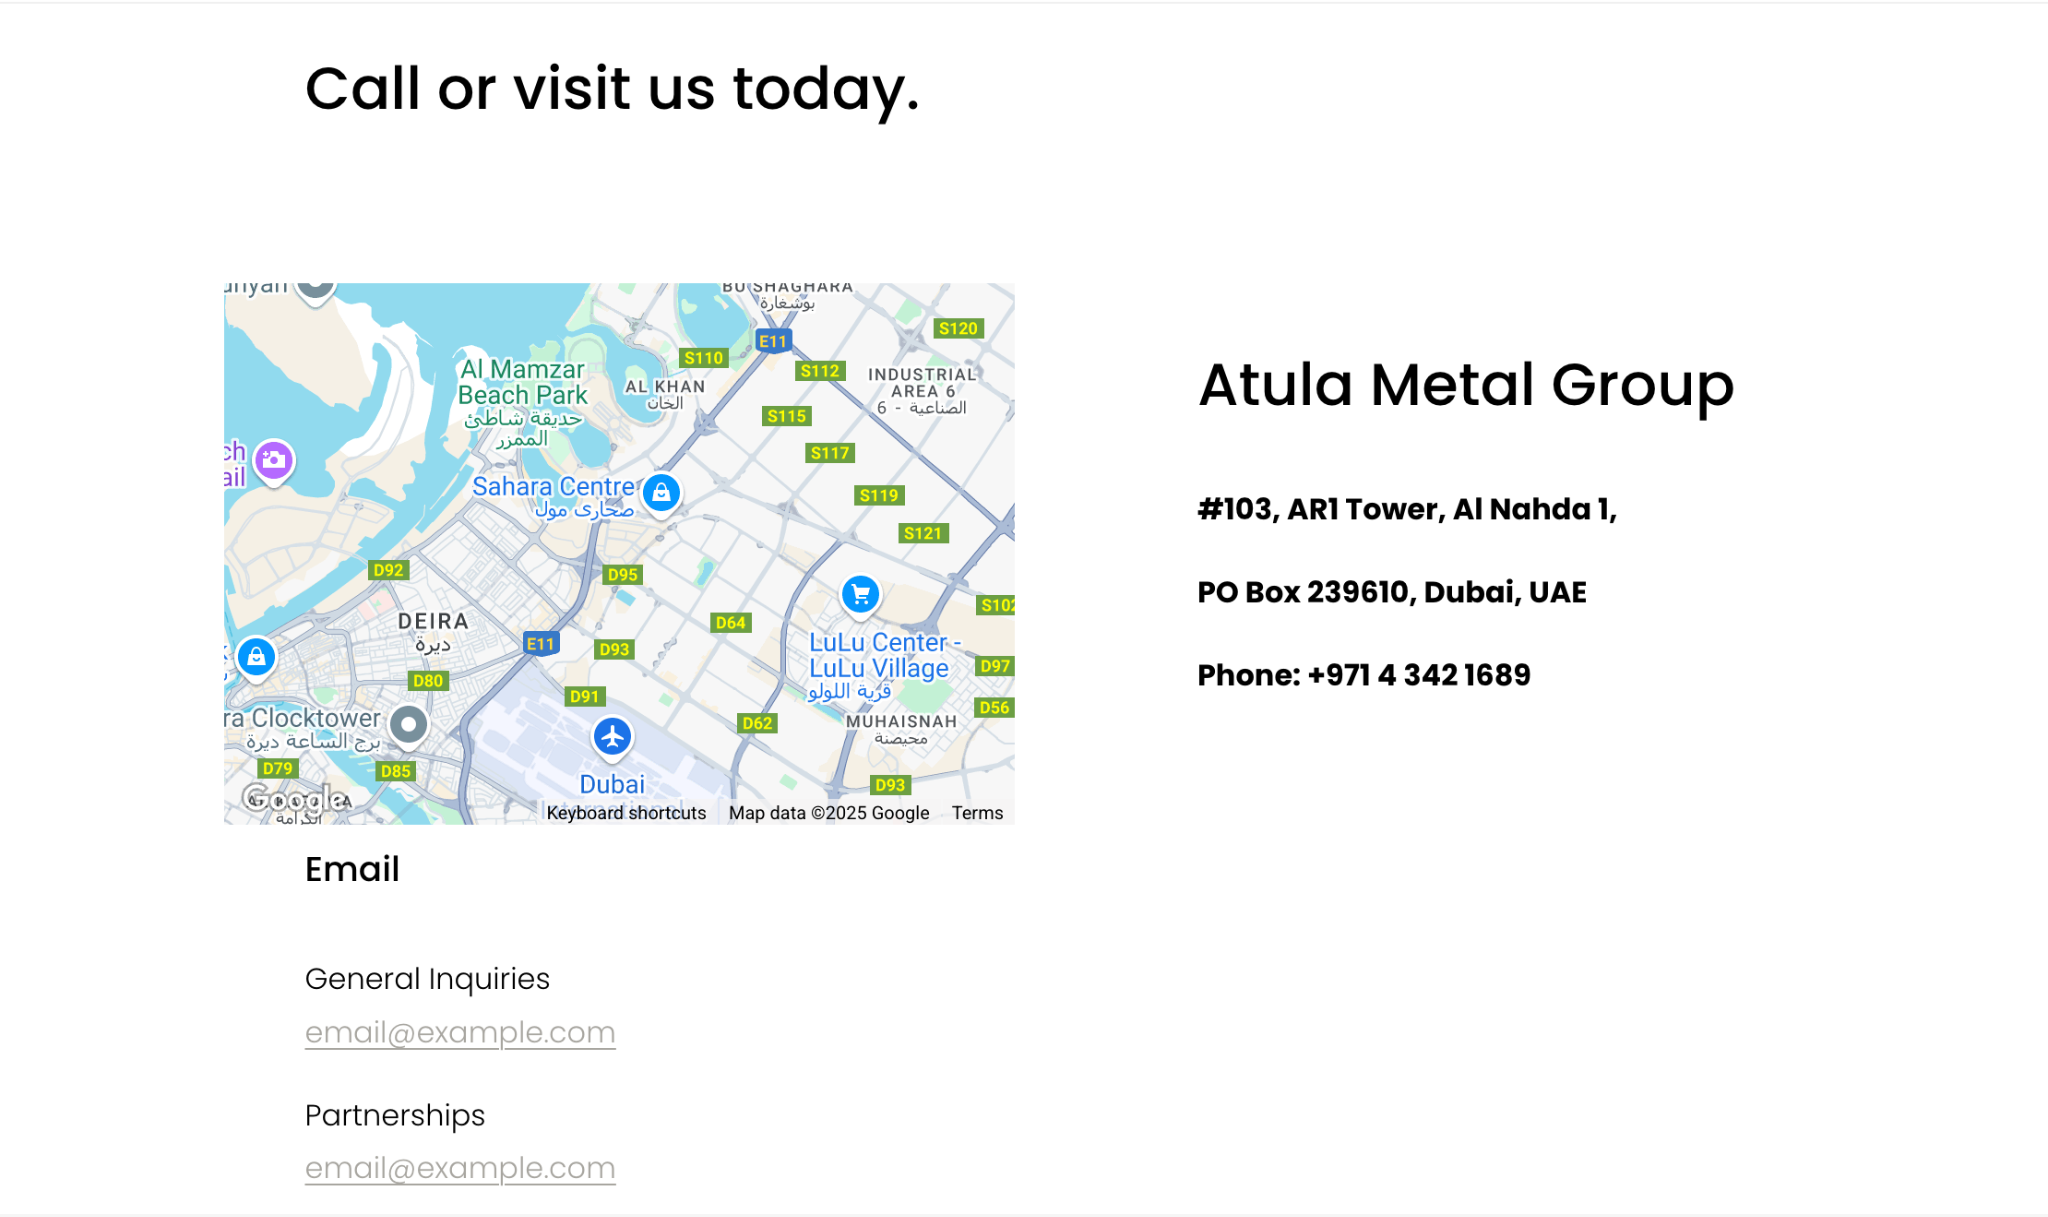 Call or visit us today.
BU SHAGHARA
بوشغارة
S120
E11
S110
S112
Al Mamzar
Beach Park
حديقة شاطئ
الممزر
AL KHAN
الخان
INDUSTRIAL
AREA 6
الصناعية - 6
S115
S117
Sahara Centre
صحارى مول
S119
S121
D92
D95
S102
DEIRA
ديرة
D64
E11
D93
LuLu Center -
LuLu Village
قرية اللولو
D97
D80
D91
D56
D62
MUHAISNAH
محيصنة
ra Clocktower
برج الساعة ديرة
D79
D85
D93
Dubai
International
Google
الكرامة
Keyboard shortcuts
Map data ©2025 Google
Terms
Atula Metal Group
#103, AR1 Tower, Al Nahda 1,
PO Box 239610, Dubai, UAE
Phone: +971 4 342 1689
Email
General Inquiries
email@example.com
Partnerships
email@example.com